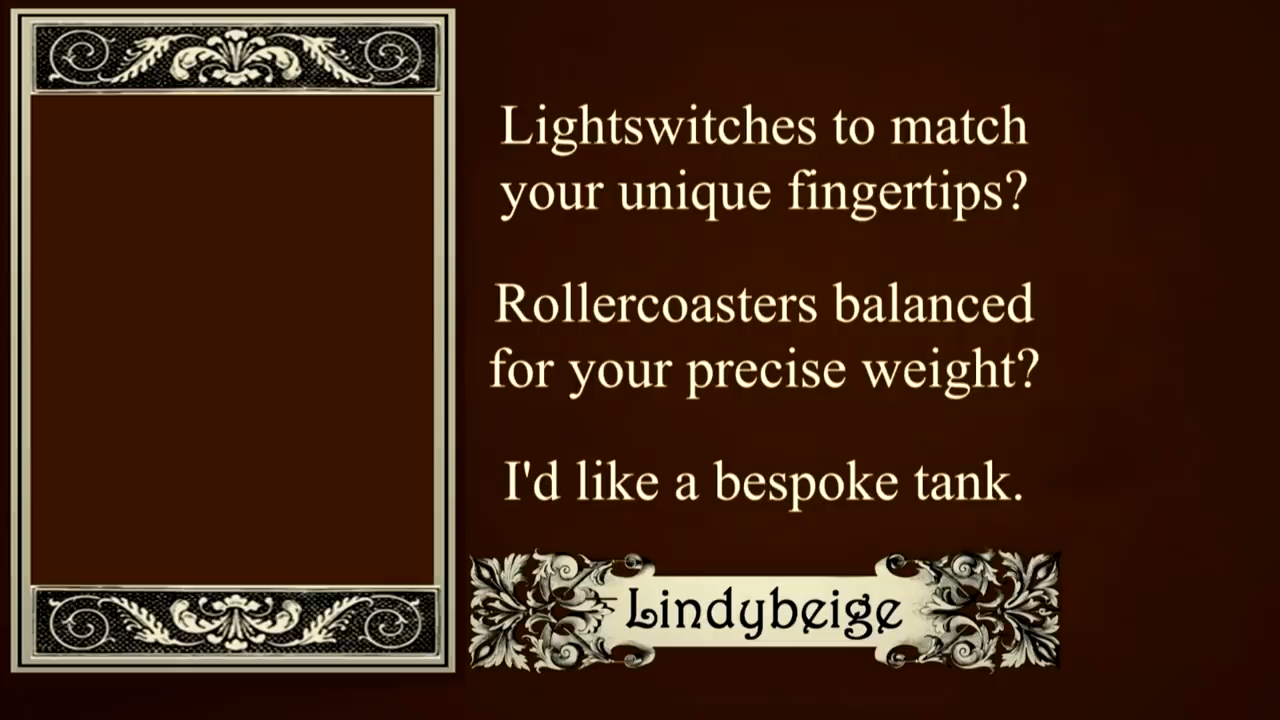 Lightswitches to match
your unique fingertips?
Rollercoasters balanced
for your precise weight?
I'd like a bespoke tank.
Lindybeige